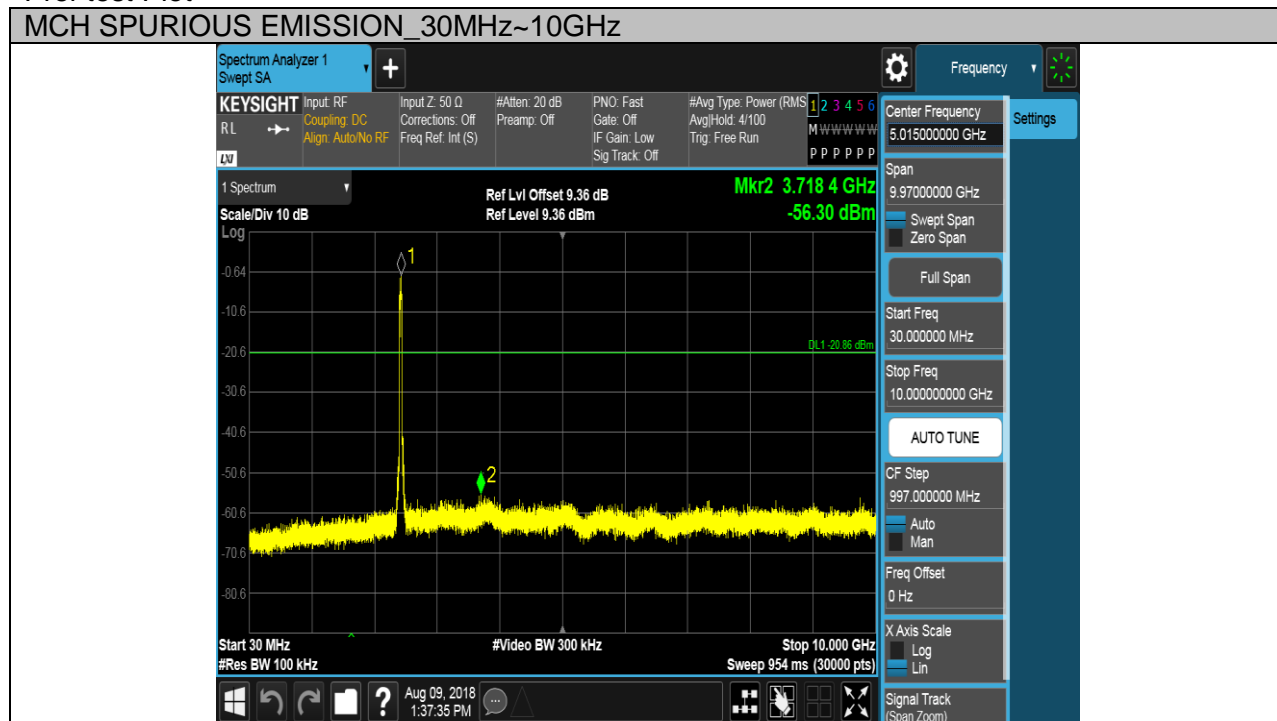 MCH SPURIOUS EMISSION_30MHz~10GHz
Spectrum Analyzer 1
Swept SA
+
Frequency
KEYSIGHT
RL
LXI
Input: RF
Coupling: DC
Align: Auto/No RF
Input Z: 50 Ω
Corrections: Off
Freq Ref: Int (S)
#Atten: 20 dB
Preamp: Off
PNO: Fast
Gate: Off
IF Gain: Low
Sig Track: Off
#Avg Type: Power (RMS
Avg|Hold: 4/100
Trig: Free Run
1 2 3 4 5 6
M W W W W W
P P P P P P
1 Spectrum
Scale/Div 10 dB
Ref Lvl Offset 9.36 dB
Ref Level 9.36 dBm
Mkr2 3.718 4 GHz
-56.30 dBm
Log
1
-0.64
-10.6
-20.6
DL1 -20.86 dBm
-30.6
-40.6
-50.6
2
-60.6
-70.6
-80.6
Start 30 MHz
#Res BW 100 kHz
#Video BW 300 kHz
Stop 10.000 GHz
Sweep 954 ms (30000 pts)
?
Aug 09, 2018
1:37:35 PM
Center Frequency
5.015000000 GHz
Settings
Span
9.97000000 GHz
Swept Span
Zero Span
Full Span
Start Freq
30.000000 MHz
Stop Freq
10.000000000 GHz
AUTO TUNE
CF Step
997.000000 MHz
Auto
Man
Freq Offset
0 Hz
X Axis Scale
Log
Lin
Signal Track
(Span Zoom)